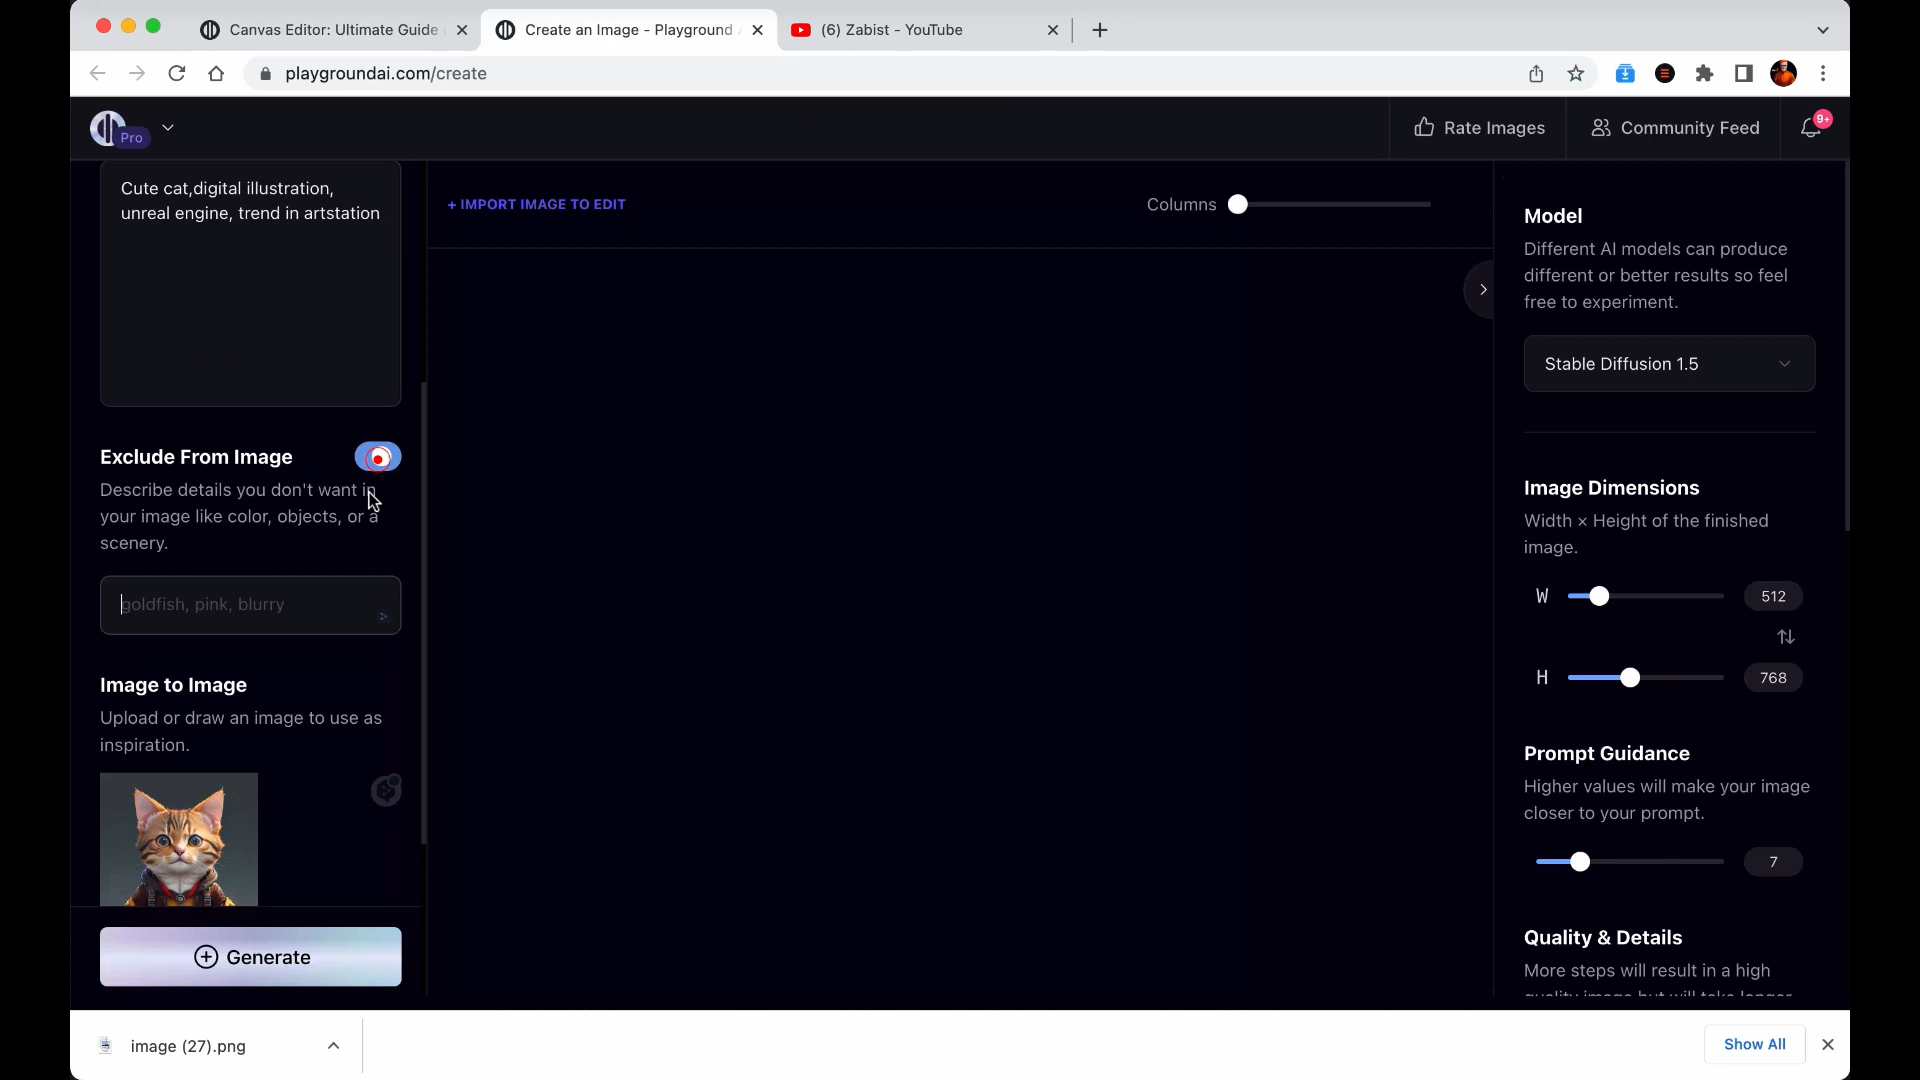 Canvas Editor: Ultimate Guide
Create an Image - Playground
(6) Zabist - YouTube
playgroundai.com/create
Pro
Rate Images
Community Feed
9+
Cute cat,digital illustration,
unreal engine, trend in artstation
Exclude From Image
Describe details you don't want in
your image like color, objects, or a
scenery.
goldfish, pink, blurry
Image to Image
Upload or draw an image to use as
inspiration.
Generate
+ IMPORT IMAGE TO EDIT
Columns
Model
Different AI models can produce
different or better results so feel
free to experiment.
Stable Diffusion 1.5
Image Dimensions
Width × Height of the finished
image.
W
512
H
768
Prompt Guidance
Higher values will make your image
closer to your prompt.
7
Quality & Details
More steps will result in a high
quality image but will take longer
image (27).png
Show All